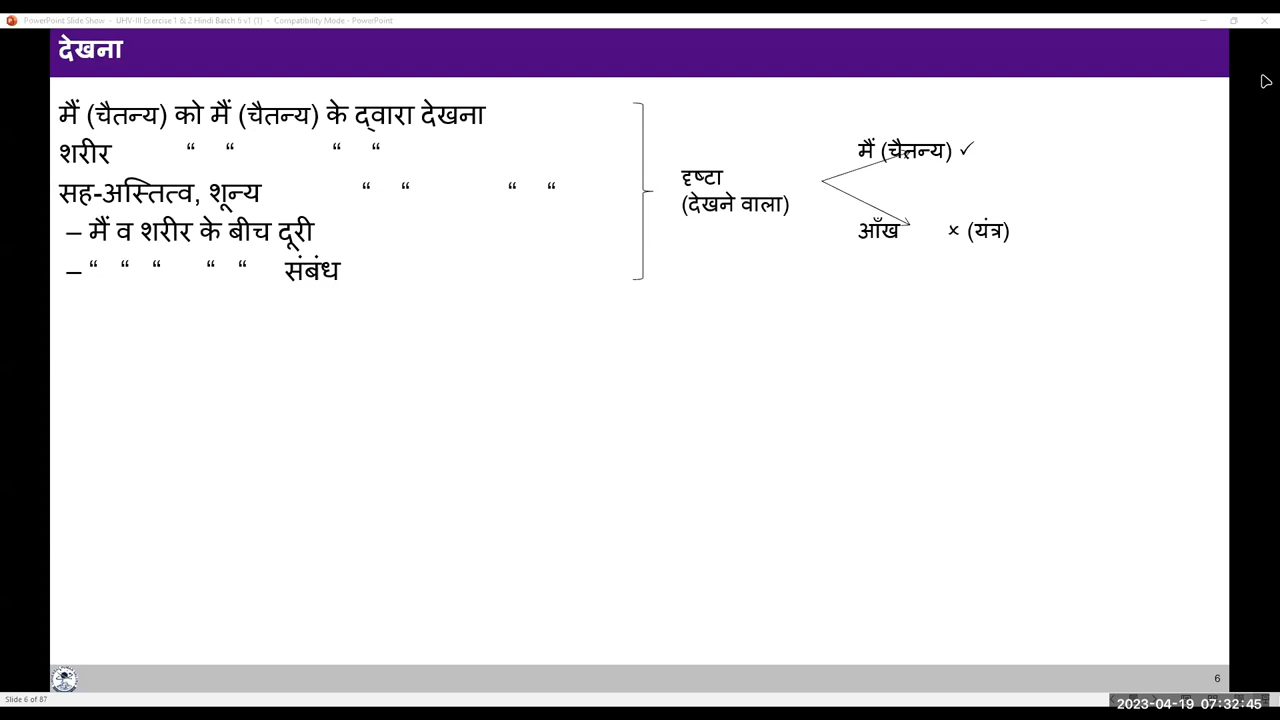 PowerPoint Slide Show - UHV-III Exercise 1 & 2 Hindi Batch 6 v1 (1) - Compatibility Mode - PowerPoint
देखना
मैं (चैतन्य) को मैं (चैतन्य) के द्वारा देखना
शरीर “ “ “ “
सह-अस्तित्व, शून्य “ “ “ “
– मैं व शरीर के बीच दूरी
– “ “ “ “ “ संबंध
दृष्टा
(देखने वाला)
मैं (चैतन्य) ✓
आँख × (यंत्र)
6
Slide 6 of 87
2023-04-19 07:32:45